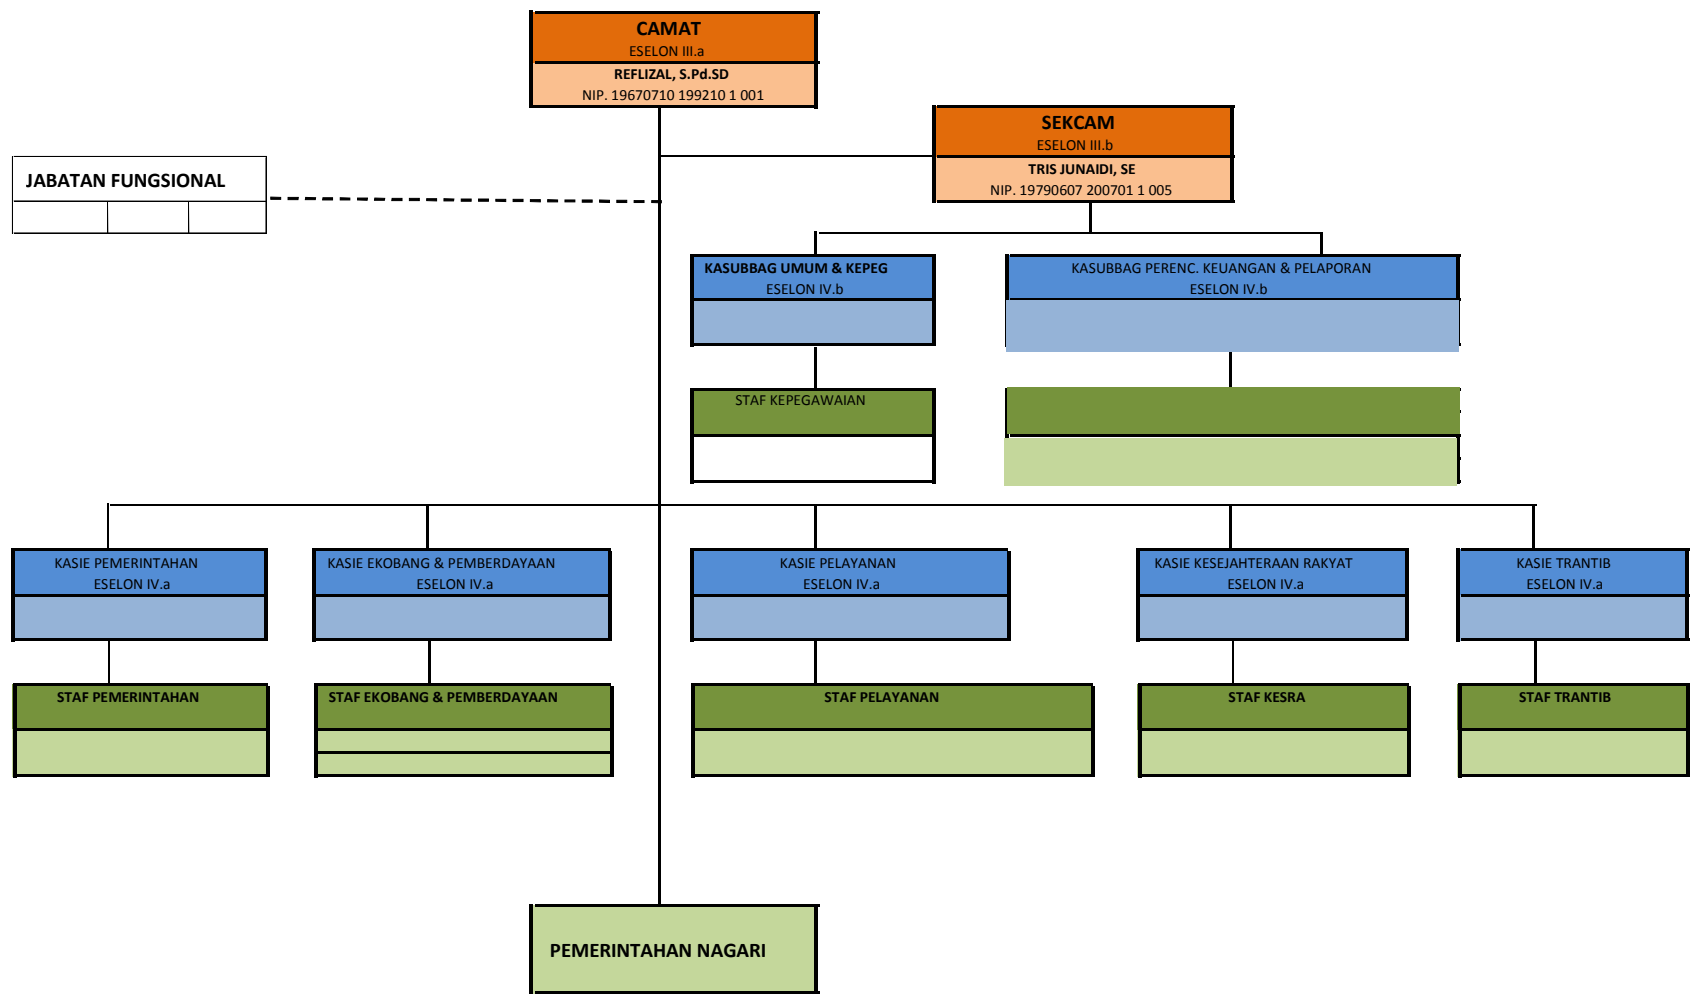 CAMAT
ESELON III.a
REFLIZAL, S.Pd.SD
NIP. 19670710 199210 1 001
SEKCAM
ESELON III.b
TRIS JUNAIDI, SE
NIP. 19790607 200701 1 005
JABATAN FUNGSIONAL
KASUBBAG UMUM & KEPEG
ESELON IV.b
KASUBBAG PERENC. KEUANGAN & PELAPORAN
ESELON IV.b
STAF KEPEGAWAIAN
KASIE PEMERINTAHAN
ESELON IV.a
KASIE EKOBANG & PEMBERDAYAAN
ESELON IV.a
KASIE PELAYANAN
ESELON IV.a
KASIE KESEJAHTERAAN RAKYAT
ESELON IV.a
KASIE TRANTIB
ESELON IV.a
STAF PEMERINTAHAN
STAF EKOBANG & PEMBERDAYAAN
STAF PELAYANAN
STAF KESRA
STAF TRANTIB
PEMERINTAHAN NAGARI